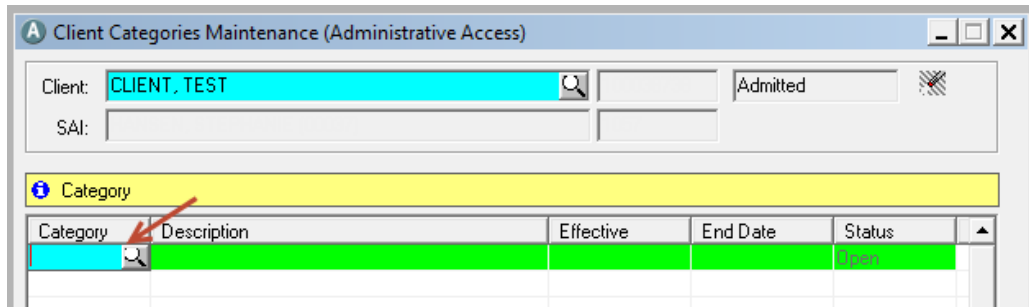 Client Categories Maintenance (Administrative Access)
Client: CLIENT, TEST Admitted
SAI:
Category
Category Description Effective End Date Status
Open